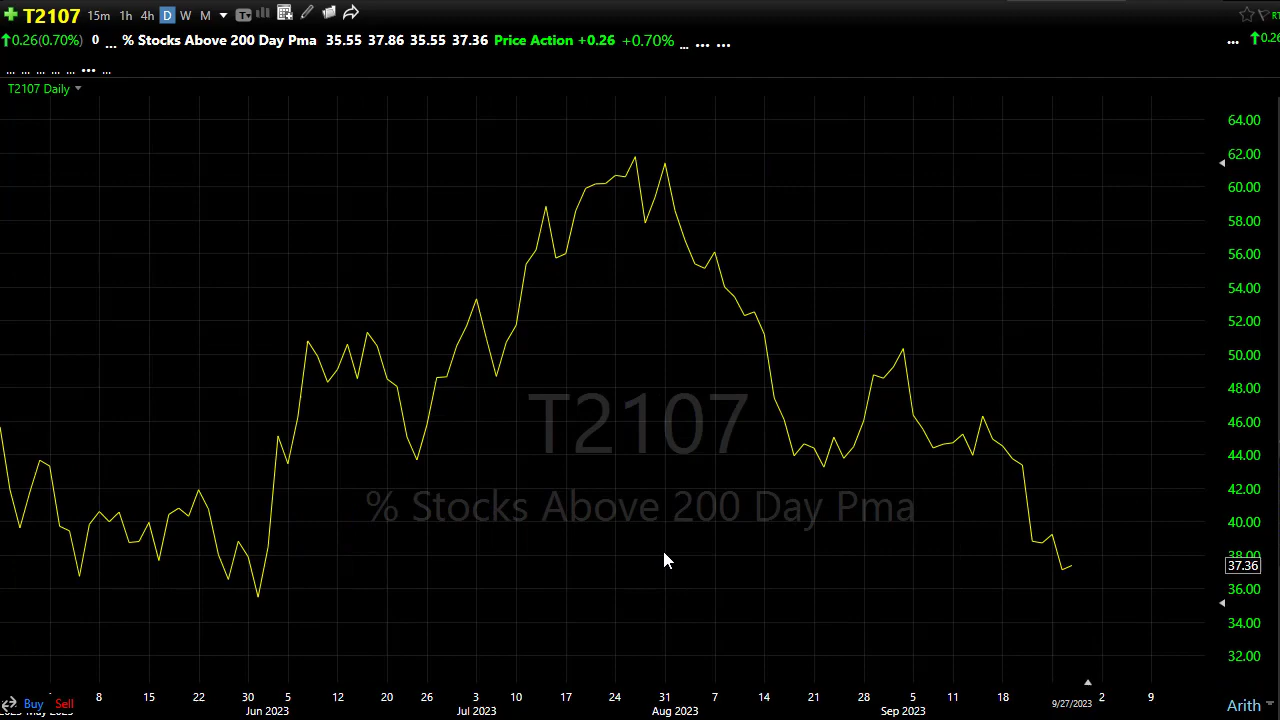 T2107 15m 1h 4h D W M T
0.26(0.70%) 0 ... % Stocks Above 200 Day Pma 35.55 37.86 35.55 37.36 Price Action +0.26 +0.70% ... ... ... ... 0.26
... ... ... ... ... ... ...
T2107 Daily
64.00
62.00
60.00
58.00
56.00
54.00
52.00
50.00
48.00
46.00
44.00
42.00
40.00
38.00
37.36
36.00
34.00
32.00
T2107
% Stocks Above 200 Day Pma
8 15 22 30 5 12 20 26 3 10 17 24 31 7 14 21 28 5 11 18 9/27/2023 2 9
Buy Sell Jun 2023 Jul 2023 Aug 2023 Sep 2023 Arith